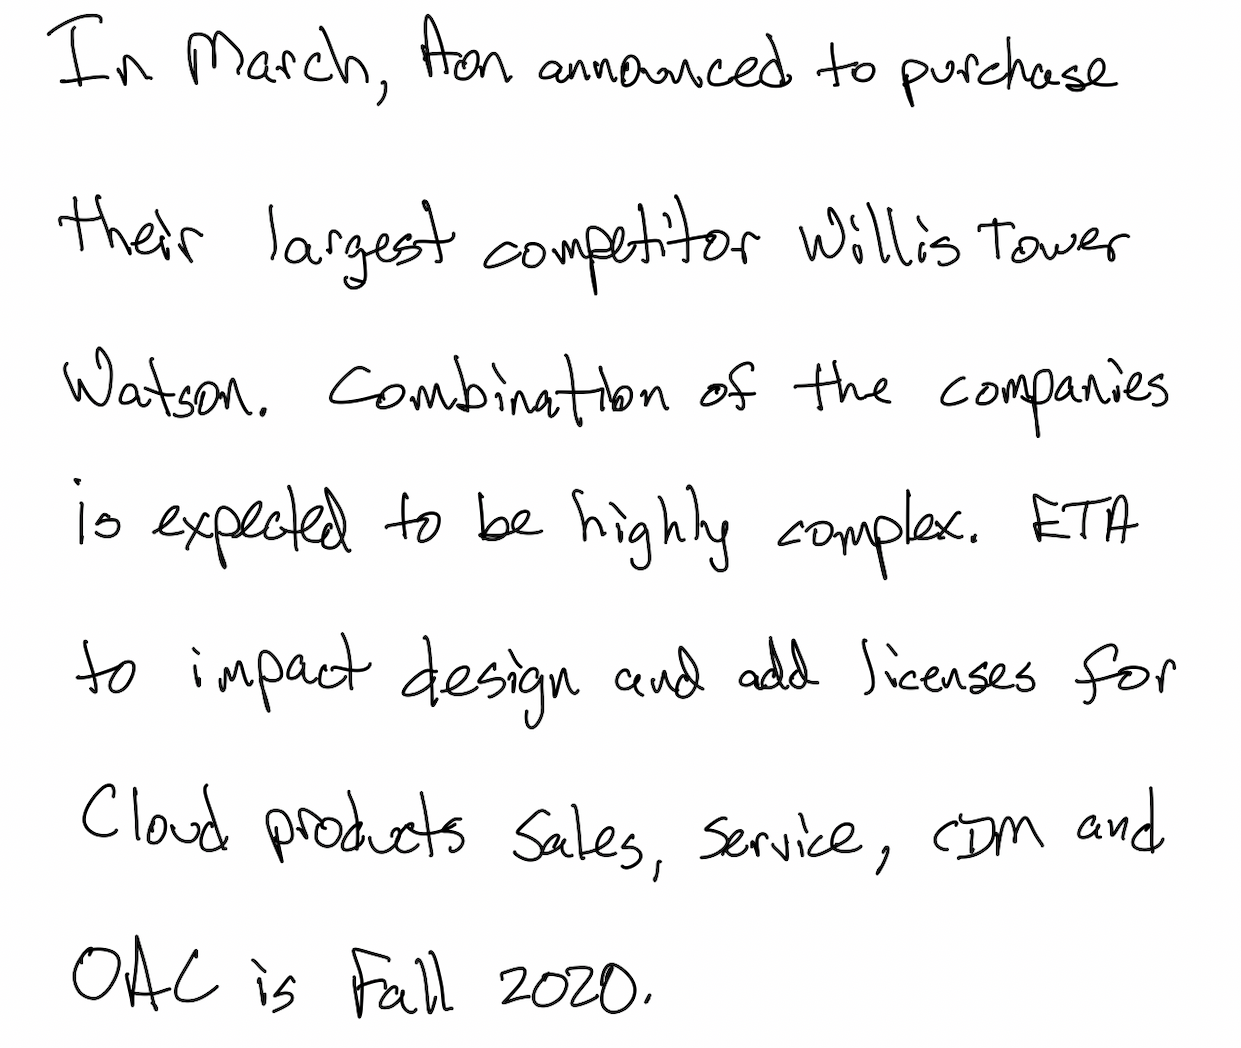 In March, Aon announced to purchase
their largest competitor Willis Tower
Watson. Combination of the companies
is expected to be highly complex. ETA
to impact design and add licenses for
Cloud products Sales, Service, CDM and
OAC is Fall 2020.